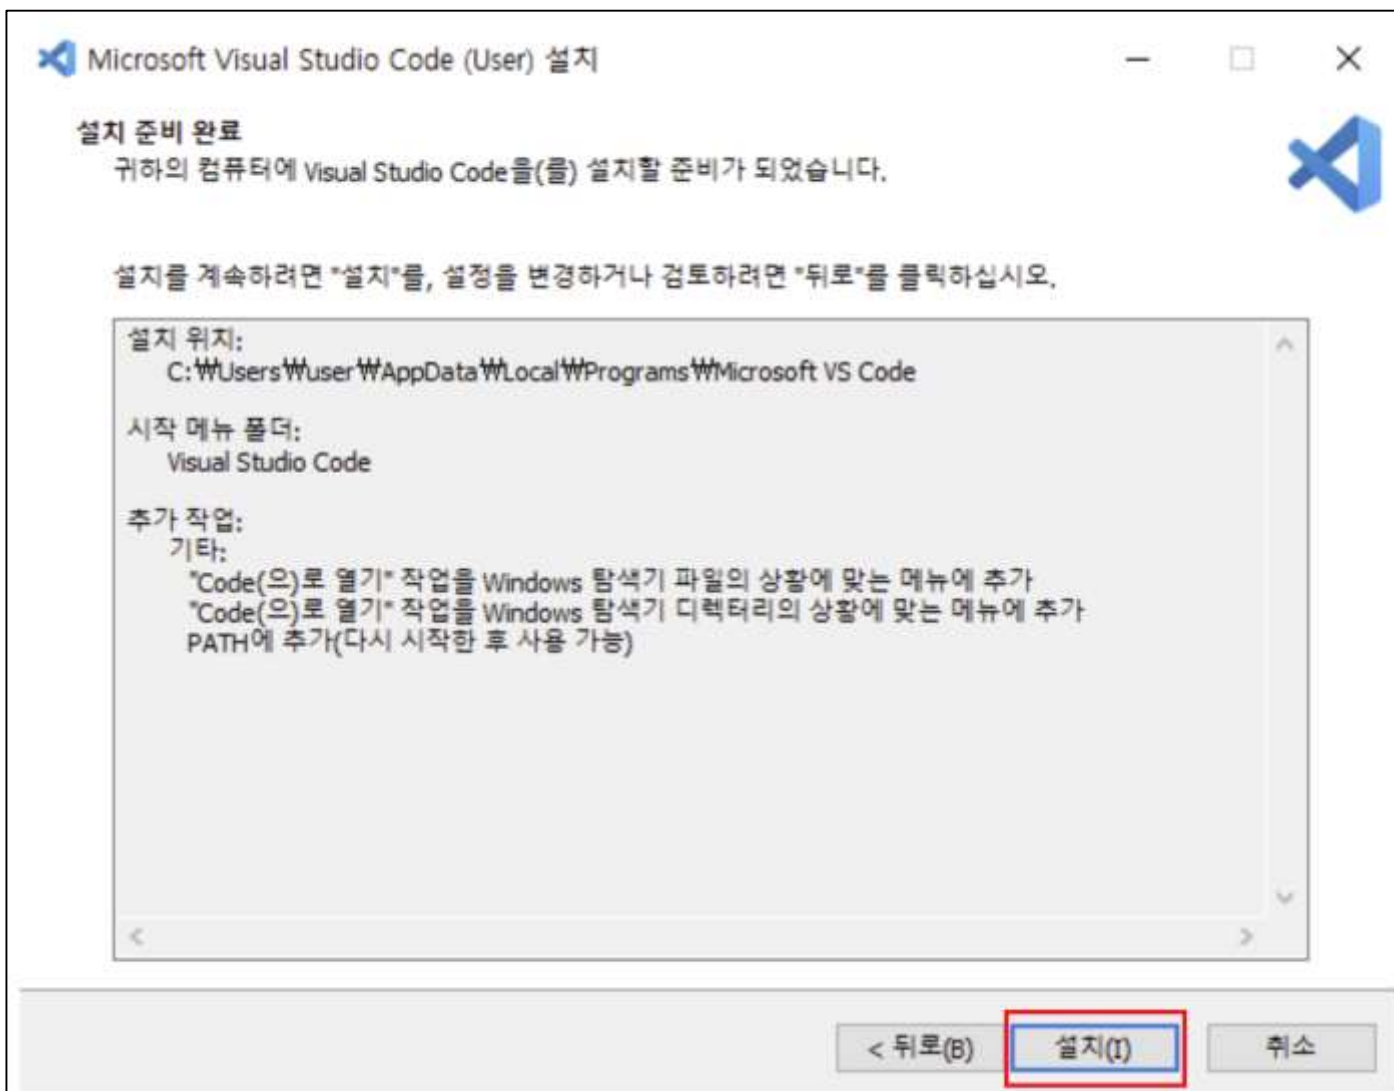 Microsoft Visual Studio Code (User) 설치
설치 준비 완료
귀하의 컴퓨터에 Visual Studio Code을(를) 설치할 준비가 되었습니다.
설치를 계속하려면 "설치"를, 설정을 변경하거나 검토하려면 "뒤로"를 클릭하십시오.
설치 위치:
C:₩Users₩user₩AppData₩Local₩Programs₩Microsoft VS Code
시작 메뉴 폴더:
Visual Studio Code
추가 작업:
기타:
"Code(으)로 열기" 작업을 Windows 탐색기 파일의 상황에 맞는 메뉴에 추가
"Code(으)로 열기" 작업을 Windows 탐색기 디렉터리의 상황에 맞는 메뉴에 추가
PATH에 추가(다시 시작한 후 사용 가능)
< 뒤로(B) 설치(I) 취소